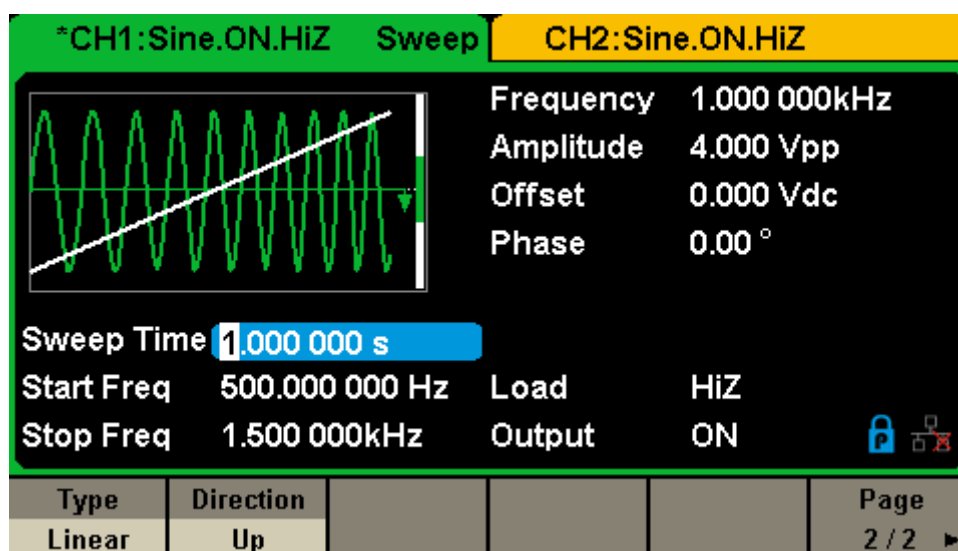 *CH1:Sine.ON.HiZ Sweep CH2:Sine.ON.HiZ
Frequency 1.000 000kHz
Amplitude 4.000 Vpp
Offset 0.000 Vdc
Phase 0.00 °
Sweep Time 1.000 000 s
Start Freq 500.000 000 Hz Load HiZ
Stop Freq 1.500 000kHz Output ON
Type Direction Page
Linear Up 2 / 2